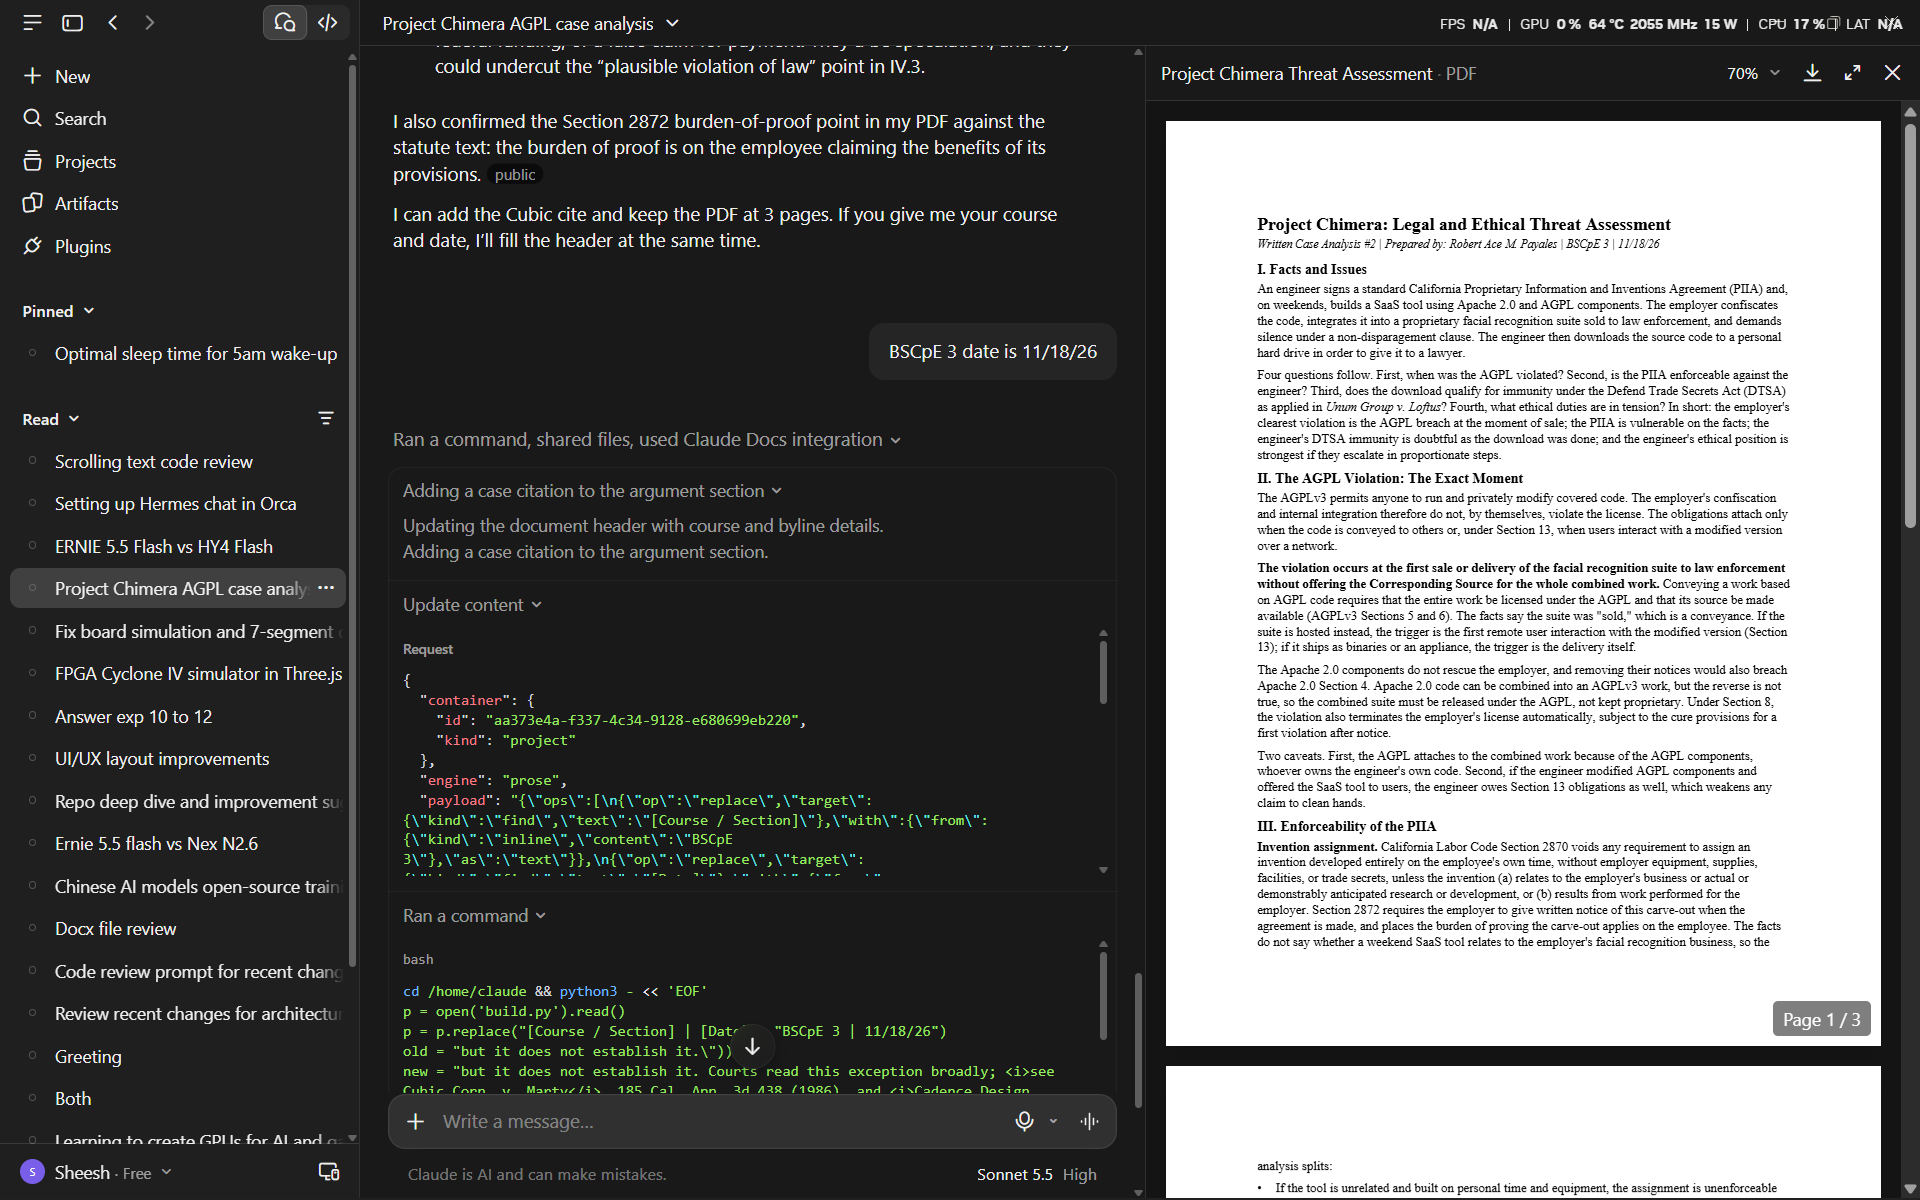 Project Chimera AGPL case analysis
FPS N/A | GPU 0 % 64 °C 2055 MHz 15 W | CPU 17 % LAT N/A
New
Search
Projects
Artifacts
Plugins
Pinned
Optimal sleep time for 5am wake-up
Read
Scrolling text code review
Setting up Hermes chat in Orca
ERNIE 5.5 Flash vs HY4 Flash
Project Chimera AGPL case analy
Fix board simulation and 7-segment
FPGA Cyclone IV simulator in Three.js
Answer exp 10 to 12
UI/UX layout improvements
Repo deep dive and improvement su
Ernie 5.5 flash vs Nex N2.6
Chinese AI models open-source traini
Docx file review
Code review prompt for recent chang
Review recent changes for architectur
Greeting
Both
Learning to create GPUs for AI and
S
Sheesh · Free
federal funding, or a false claim for payment. They'd be speculation, and they
could undercut the “plausible violation of law” point in IV.3.
I also confirmed the Section 2872 burden-of-proof point in my PDF against the
statute text: the burden of proof is on the employee claiming the benefits of its
provisions. public
I can add the Cubic cite and keep the PDF at 3 pages. If you give me your course
and date, I’ll fill the header at the same time.
BSCpE 3 date is 11/18/26
Ran a command, shared files, used Claude Docs integration
Adding a case citation to the argument section
Updating the document header with course and byline details.
Adding a case citation to the argument section.
Update content
Request
{
"container": {
"id": "aa373e4a-f337-4c34-9128-e680699eb220",
"kind": "project"
},
"engine": "prose",
"payload": "{\"ops\":[\n{\"op\":\"replace\",\"target\":
{\"kind\":\"find\",\"text\":\"[Course / Section]\"},\"with\":{\"from\":
{\"kind\":\"inline\",\"content\":\"BSCpE
3\"},\"as\":\"text\"}},\n{\"op\":\"replace\",\"target\":
Ran a command
bash
cd /home/claude && python3 - << 'EOF'
p = open('build.py').read()
p = p.replace("[Course / Section] | [Date "BSCpE 3 | 11/18/26")
old = "but it does not establish it.\"))
new = "but it does not establish it. Courts read this exception broadly; <i>see
Cubic Corp. v. Marty</i>, 185 Cal. App. 3d 438 (1986), and <i>Cadence Design
Write a message...
Claude is AI and can make mistakes.
Sonnet 5.5 High
Project Chimera Threat Assessment · PDF
70%
Project Chimera: Legal and Ethical Threat Assessment
Written Case Analysis #2 | Prepared by: Robert Ace M. Payales | BSCpE 3 | 11/18/26
I. Facts and Issues
An engineer signs a standard California Proprietary Information and Inventions Agreement (PIIA) and,
on weekends, builds a SaaS tool using Apache 2.0 and AGPL components. The employer confiscates
the code, integrates it into a proprietary facial recognition suite sold to law enforcement, and demands
silence under a non-disparagement clause. The engineer then downloads the source code to a personal
hard drive in order to give it to a lawyer.
Four questions follow. First, when was the AGPL violated? Second, is the PIIA enforceable against the
engineer? Third, does the download qualify for immunity under the Defend Trade Secrets Act (DTSA)
as applied in Unum Group v. Loftus? Fourth, what ethical duties are in tension? In short: the employer's
clearest violation is the AGPL breach at the moment of sale; the PIIA is vulnerable on the facts; the
engineer's DTSA immunity is doubtful as the download was done; and the engineer's ethical position is
strongest if they escalate in proportionate steps.
II. The AGPL Violation: The Exact Moment
The AGPLv3 permits anyone to run and privately modify covered code. The employer's confiscation
and internal integration therefore do not, by themselves, violate the license. The obligations attach only
when the code is conveyed to others or, under Section 13, when users interact with a modified version
over a network.
The violation occurs at the first sale or delivery of the facial recognition suite to law enforcement
without offering the Corresponding Source for the whole combined work. Conveying a work based
on AGPL code requires that the entire work be licensed under the AGPL and that its source be made
available (AGPLv3 Sections 5 and 6). The facts say the suite was "sold," which is a conveyance. If the
suite is hosted instead, the trigger is the first remote user interaction with the modified version (Section
13); if it ships as binaries or an appliance, the trigger is the delivery itself.
The Apache 2.0 components do not rescue the employer, and removing their notices would also breach
Apache 2.0 Section 4. Apache 2.0 code can be combined into an AGPLv3 work, but the reverse is not
true, so the combined suite must be released under the AGPL, not kept proprietary. Under Section 8,
the violation also terminates the employer's license automatically, subject to the cure provisions for a
first violation after notice.
Two caveats. First, the AGPL attaches to the combined work because of the AGPL components,
whoever owns the engineer's own code. Second, if the engineer modified AGPL components and
offered the SaaS tool to users, the engineer owes Section 13 obligations as well, which weakens any
claim to clean hands.
III. Enforceability of the PIIA
Invention assignment. California Labor Code Section 2870 voids any requirement to assign an
invention developed entirely on the employee's own time, without employer equipment, supplies,
facilities, or trade secrets, unless the invention (a) relates to the employer's business or actual or
demonstrably anticipated research or development, or (b) results from work performed for the
employer. Section 2872 requires the employer to give written notice of this carve-out when the
agreement is made, and places the burden of proving the carve-out applies on the employee. The facts
do not say whether a weekend SaaS tool relates to the employer's facial recognition business, so the
Page 1 / 3
analysis splits:
• If the tool is unrelated and built on personal time and equipment, the assignment is unenforceable